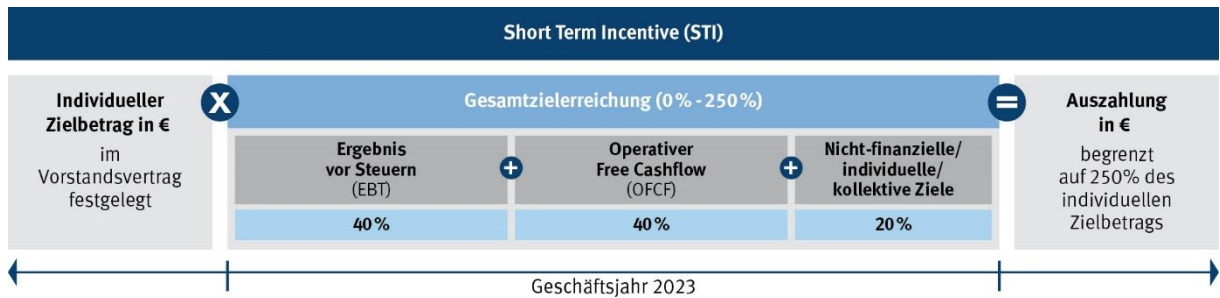 Short Term Incentive (STI)
Individueller
Zielbetrag in €
im
Vorstandsvertrag
festgelegt
X
Gesamtzielerreichung (0 % - 250 %)
Ergebnis
vor Steuern
(EBT)
40 %
+
Operativer
Free Cashflow
(OFCF)
40 %
+
Nicht-finanzielle/
individuelle/
kollektive Ziele
20 %
=
Auszahlung
in €
begrenzt
auf 250% des
individuellen
Zielbetrags
Geschäftsjahr 2023